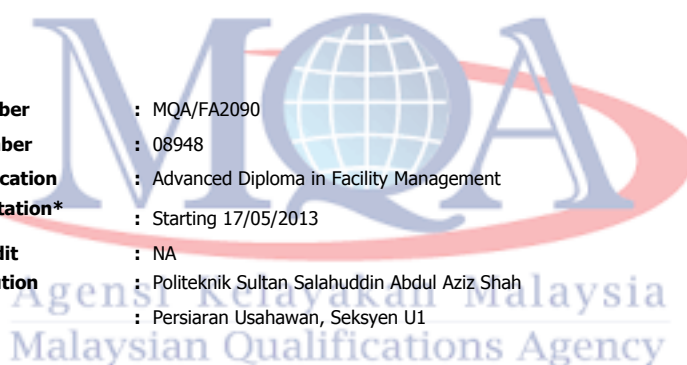 MQA
ber : MQA/FA2090
ber : 08948
cation : Advanced Diploma in Facility Management
tation* : Starting 17/05/2013
dit : NA
ution : Politeknik Sultan Salahuddin Abdul Aziz Shah
: Persiaran Usahawan, Seksyen U1
Agensi Kelayakan Malaysia
Malaysian Qualifications Agency